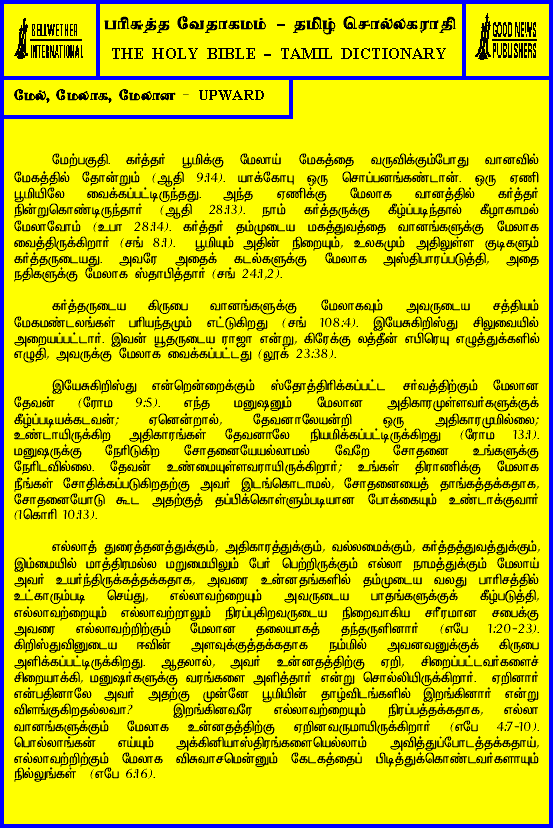 BELLWETHER
INTERNATIONAL
பரிசுத்த வேதாகமம் - தமிழ் சொல்லகராதி
THE HOLY BIBLE - TAMIL DICTIONARY
GOOD NEWS
PUBLISHERS
மேல், மேலாக, மேலான - UPWARD
மேற்பகுதி. கர்த்தர் பூமிக்கு மேலாய் மேகத்தை வருவிக்கும்போது வானவில்
மேகத்தில் தோன்றும் (ஆதி 9:14). யாக்கோபு ஒரு சொப்பனங்கண்டான். ஒரு ஏணி
பூமியிலே வைக்கப்பட்டிருந்தது. அந்த ஏணிக்கு மேலாக வானத்தில் கர்த்தர்
நின்றுகொண்டிருந்தார் (ஆதி 28:13). நாம் கர்த்தருக்கு கீழ்ப்படிந்தால் கீழாகாமல்
மேலாவோம் (உபா 28:14). கர்த்தர் தம்முடைய மகத்துவத்தை வானங்களுக்கு மேலாக
வைத்திருக்கிறார் (சங் 8:1). பூமியும் அதின் நிறைவும், உலகமும் அதிலுள்ள குடிகளும்
கர்த்தருடையது. அவரே அதைக் கடல்களுக்கு மேலாக அஸ்திபாரப்படுத்தி, அதை
நதிகளுக்கு மேலாக ஸ்தாபித்தார் (சங் 24:1,2).
கர்த்தருடைய கிருபை வானங்களுக்கு மேலாகவும் அவருடைய சத்தியம்
மேகமண்டலங்கள் பரியந்தமும் எட்டுகிறது (சங் 108:4). இயேசுகிறிஸ்து சிலுவையில்
அறையப்பட்டார். இவன் யூதருடைய ராஜா என்று, கிரேக்கு லத்தீன் எபிரெயு எழுத்துக்களில்
எழுதி, அவருக்கு மேலாக வைக்கப்பட்டது (லூக் 23:38).
இயேசுகிறிஸ்து என்றென்றைக்கும் ஸ்தோத்திரிக்கப்பட்ட சர்வத்திற்கும் மேலான
தேவன் (ரோம 9:5). எந்த மனுஷனும் மேலான அதிகாரமுள்ளவர்களுக்குக்
கீழ்ப்படியக்கடவன்; ஏனென்றால், தேவனாலேயன்றி ஒரு அதிகாரமுமில்லை;
உண்டாயிருக்கிற அதிகாரங்கள் தேவனாலே நியமிக்கப்பட்டிருக்கிறது (ரோம 13:1).
மனுஷருக்கு நேரிடுகிற சோதனையேயல்லாமல் வேறே சோதனை உங்களுக்கு
நேரிடவில்லை. தேவன் உண்மையுள்ளவராயிருக்கிறார்; உங்கள் திராணிக்கு மேலாக
நீங்கள் சோதிக்கப்படுகிறதற்கு அவர் இடங்கொடாமல், சோதனையைத் தாங்கத்தக்கதாக,
சோதனையோடு கூட அதற்குத் தப்பிக்கொள்ளும்படியான போக்கையும் உண்டாக்குவார்
(1கொரி 10:13).
எல்லாத் துரைத்தனத்துக்கும், அதிகாரத்துக்கும், வல்லமைக்கும், கர்த்தத்துவத்துக்கும்,
இம்மையில் மாத்திரமல்ல மறுமையிலும் பேர் பெற்றிருக்கும் எல்லா நாமத்துக்கும் மேலாய்
அவர் உயர்ந்திருக்கத்தக்கதாக, அவரை உன்னதங்களில் தம்முடைய வலது பாரிசத்தில்
உட்காரும்படி செய்து, எல்லாவற்றையும் அவருடைய பாதங்களுக்குக் கீழ்படுத்தி,
எல்லாவற்றையும் எல்லாவற்றாலும் நிரப்புகிறவருடைய நிறைவாகிய சரீரமான சபைக்கு
அவரை எல்லாவற்றிற்கும் மேலான தலையாகத் தந்தருளினார் (எபே 1:20-23).
கிறிஸ்துவினுடைய ஈவின் அளவுக்குத்தக்கதாக நம்மில் அவனவனுக்குக் கிருபை
அளிக்கப்பட்டிருக்கிறது. ஆதலால், அவர் உன்னதத்திற்கு ஏறி, சிறைப்பட்டவர்களைச்
சிறையாக்கி, மனுஷர்களுக்கு வரங்களை அளித்தார் என்று சொல்லியிருக்கிறார். ஏறினார்
என்பதினாலே அவர் அதற்கு முன்னே பூமியின் தாழ்விடங்களில் இறங்கினார் என்று
விளங்குகிறதல்லவா? இறங்கினவரே எல்லாவற்றையும் நிரப்பத்தக்கதாக, எல்லா
வானங்களுக்கும் மேலாக உன்னதத்திற்கு ஏறினவருமாயிருக்கிறார் (எபே 4:7-10).
பொல்லாங்கன் எய்யும் அக்கினியாஸ்திரங்களையெல்லாம் அவித்துப்போடத்தக்கதாய்,
எல்லாவற்றிற்கும் மேலாக விசுவாசமென்னும் கேடகத்தைப் பிடித்துக்கொண்டவர்களாயும்
நில்லுங்கள் (எபே 6:16).